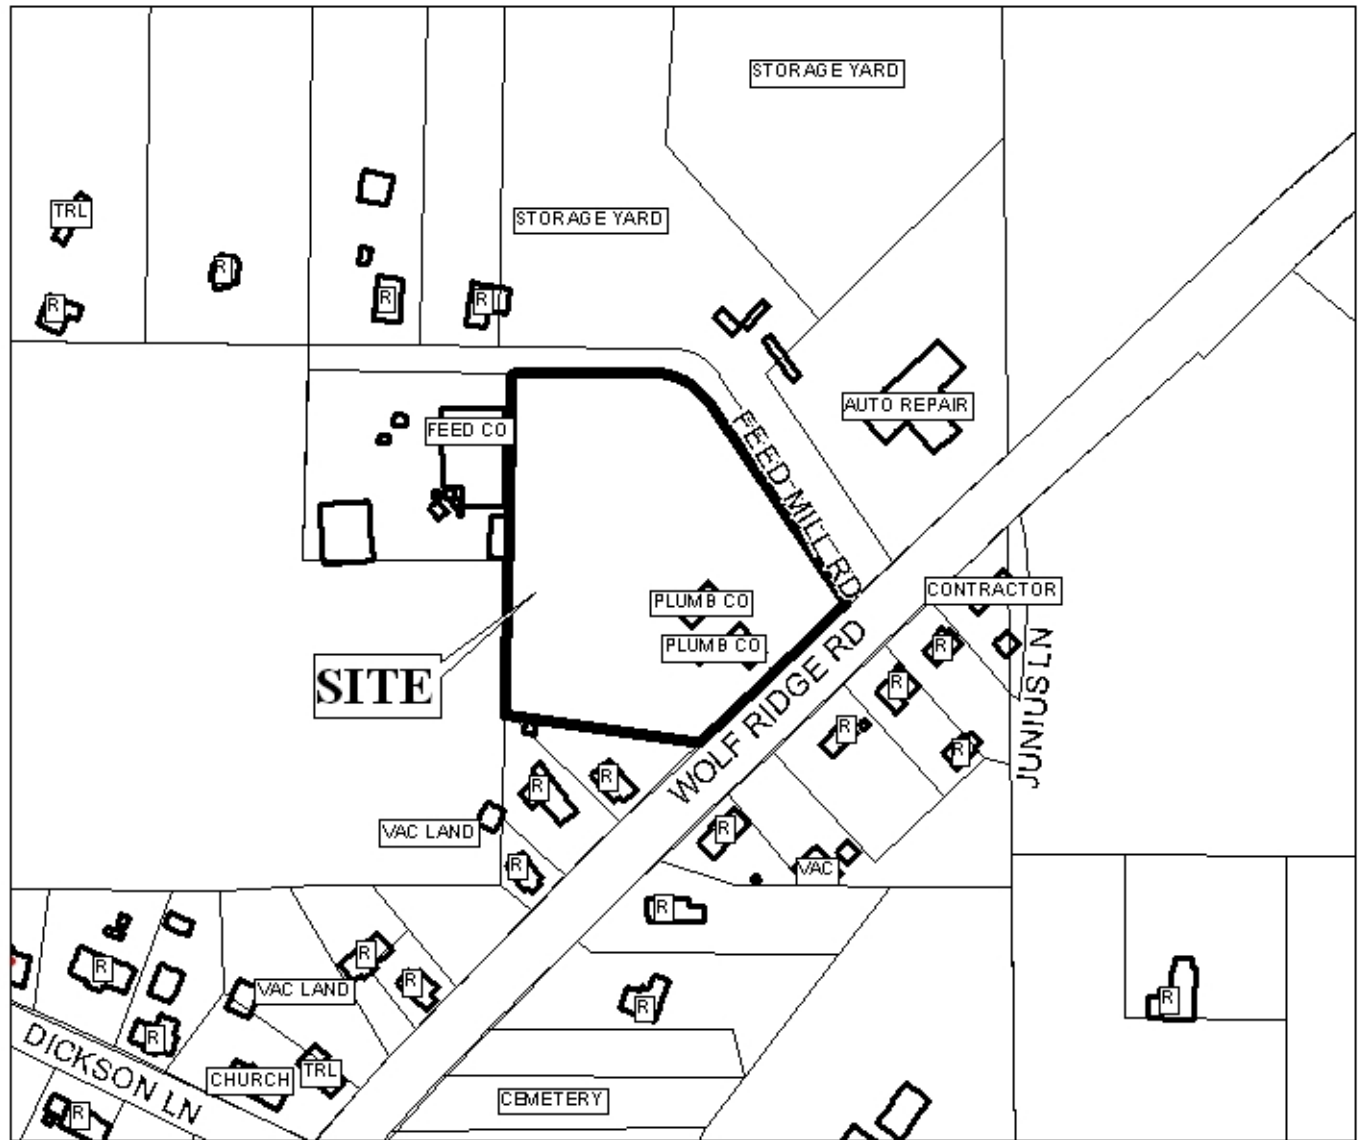 STORAGE YARD
TRL
STORAGE YARD
R
R
R
R
AUTO REPAIR
FEED CO
FEED MILL RD
CONTRACTOR
PLUMB CO
PLUMB CO
R
SITE
R
WOLF RIDGE RD
JUNIUS LN
R
R
R
R
VAC LAND
R
R
VAC
R
R
R
R
VAC LAND
R
R
R
DICKSON LN
CHURCH
TRL
CEMETERY
R